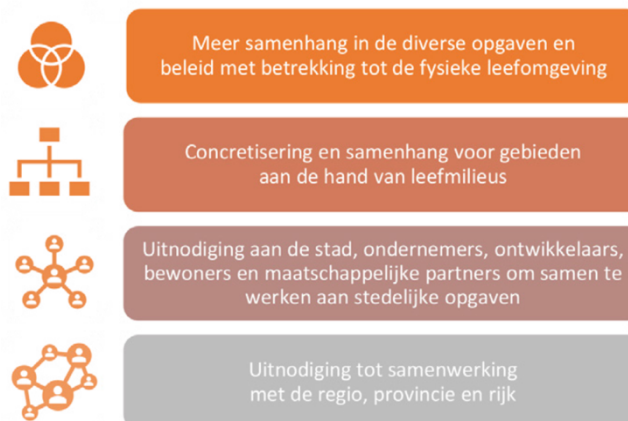 Meer samenhang in de diverse opgaven en
beleid met betrekking tot de fysieke leefomgeving
Concretisering en samenhang voor gebieden
aan de hand van leefmilieus
Uitnodiging aan de stad, ondernemers, ontwikkelaars,
bewoners en maatschappelijke partners om samen te
werken aan stedelijke opgaven
Uitnodiging tot samenwerking
met de regio, provincie en rijk